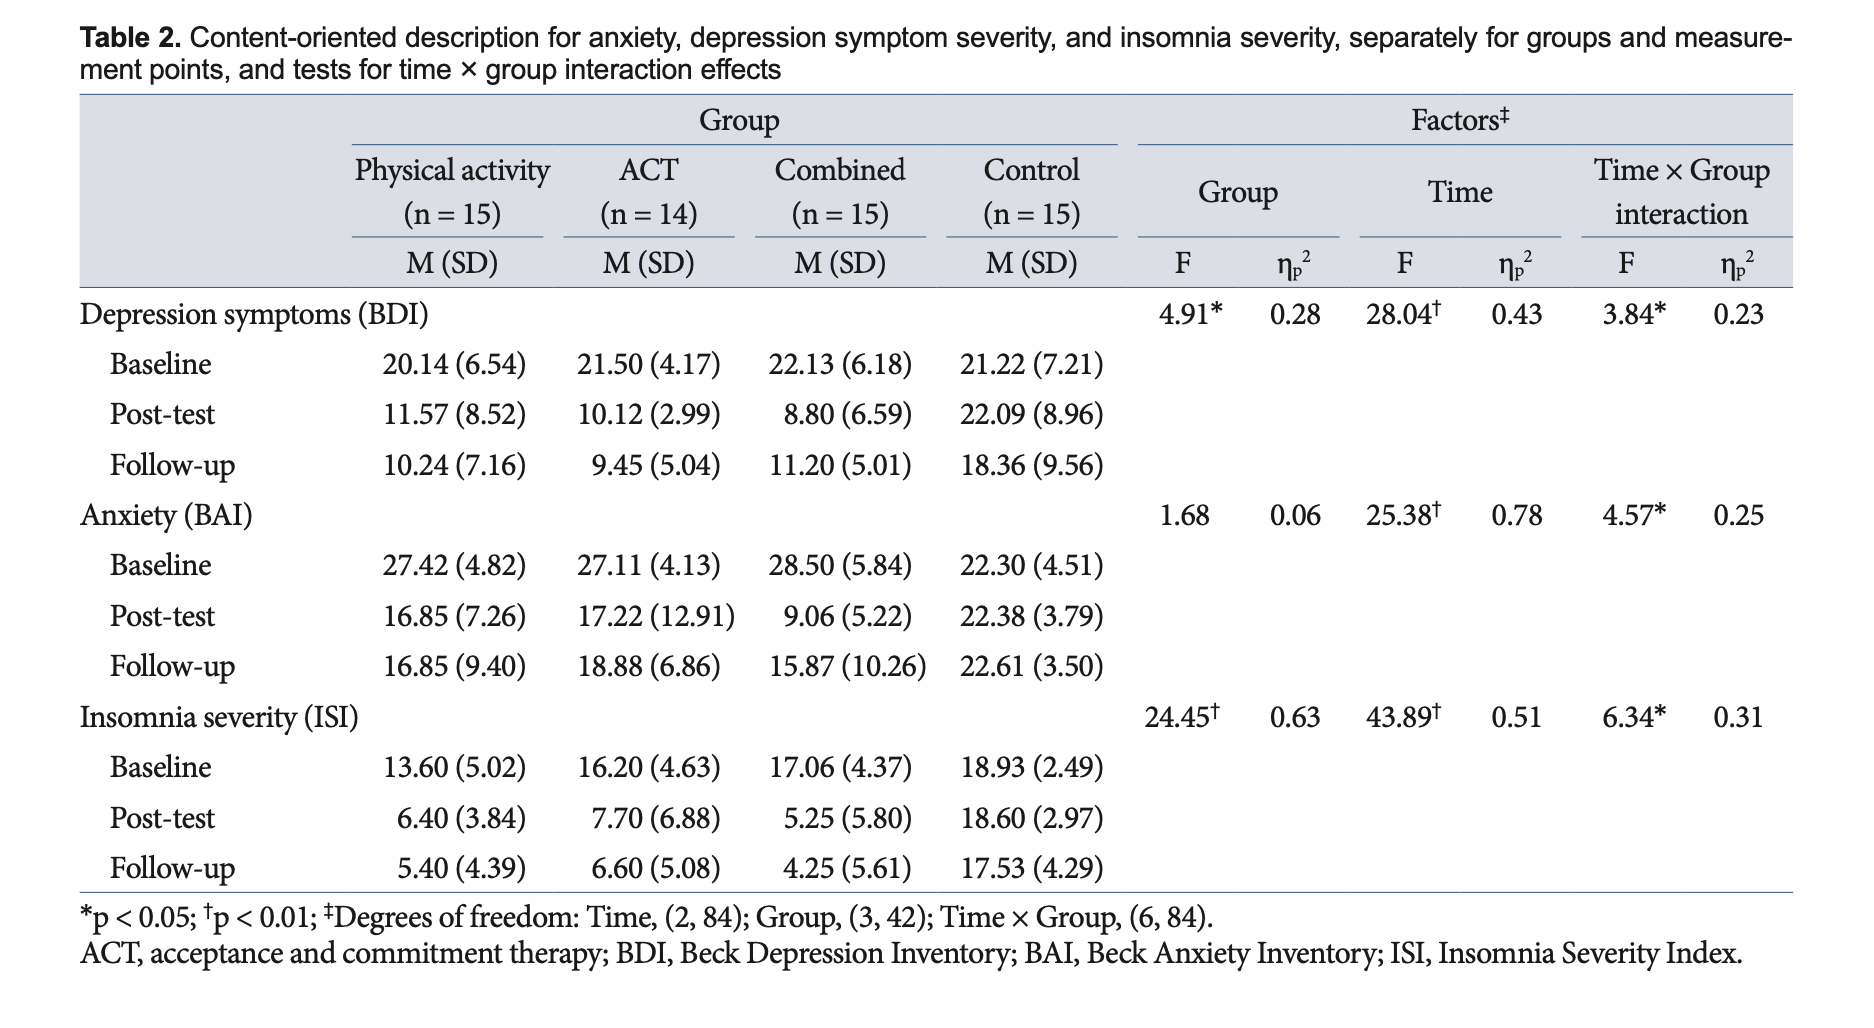 Table 2. Content-oriented description for anxiety, depression symptom severity, and insomnia severity, separately for groups and measure-
ment points, and tests for time × group interaction effects
Group Factors‡
Physical activity (n = 15) ACT (n = 14) Combined (n = 15) Control (n = 15) Group Time Time × Group interaction
M (SD) M (SD) M (SD) M (SD) F ηp² F ηp² F ηp²
Depression symptoms (BDI) 4.91* 0.28 28.04† 0.43 3.84* 0.23
Baseline 20.14 (6.54) 21.50 (4.17) 22.13 (6.18) 21.22 (7.21)
Post-test 11.57 (8.52) 10.12 (2.99) 8.80 (6.59) 22.09 (8.96)
Follow-up 10.24 (7.16) 9.45 (5.04) 11.20 (5.01) 18.36 (9.56)
Anxiety (BAI) 1.68 0.06 25.38† 0.78 4.57* 0.25
Baseline 27.42 (4.82) 27.11 (4.13) 28.50 (5.84) 22.30 (4.51)
Post-test 16.85 (7.26) 17.22 (12.91) 9.06 (5.22) 22.38 (3.79)
Follow-up 16.85 (9.40) 18.88 (6.86) 15.87 (10.26) 22.61 (3.50)
Insomnia severity (ISI) 24.45† 0.63 43.89† 0.51 6.34* 0.31
Baseline 13.60 (5.02) 16.20 (4.63) 17.06 (4.37) 18.93 (2.49)
Post-test 6.40 (3.84) 7.70 (6.88) 5.25 (5.80) 18.60 (2.97)
Follow-up 5.40 (4.39) 6.60 (5.08) 4.25 (5.61) 17.53 (4.29)
*p < 0.05; †p < 0.01; ‡Degrees of freedom: Time, (2, 84); Group, (3, 42); Time × Group, (6, 84).
ACT, acceptance and commitment therapy; BDI, Beck Depression Inventory; BAI, Beck Anxiety Inventory; ISI, Insomnia Severity Index.